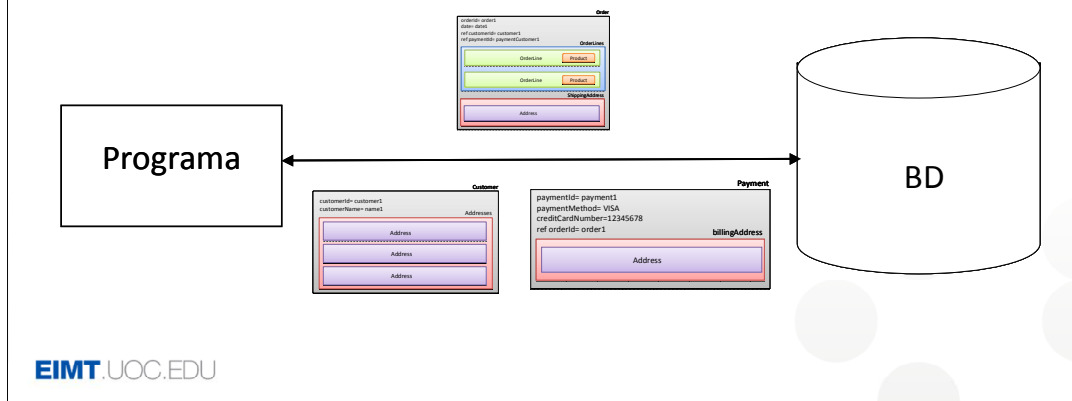 Order
orderid= order1
date= date1
ref customerid= customer1
ref paymentid= paymentCustomer1
OrderLines
OrderLine Product
OrderLine Product
ShippingAddress
Address
Programa
BD
Customer
customerId= customer1
customerName= name1
Addresses
Address
Address
Address
Payment
paymentId= payment1
paymentMethod= VISA
creditCardNumber=12345678
ref orderId= order1
billingAddress
Address
EIMT.UOC.EDU